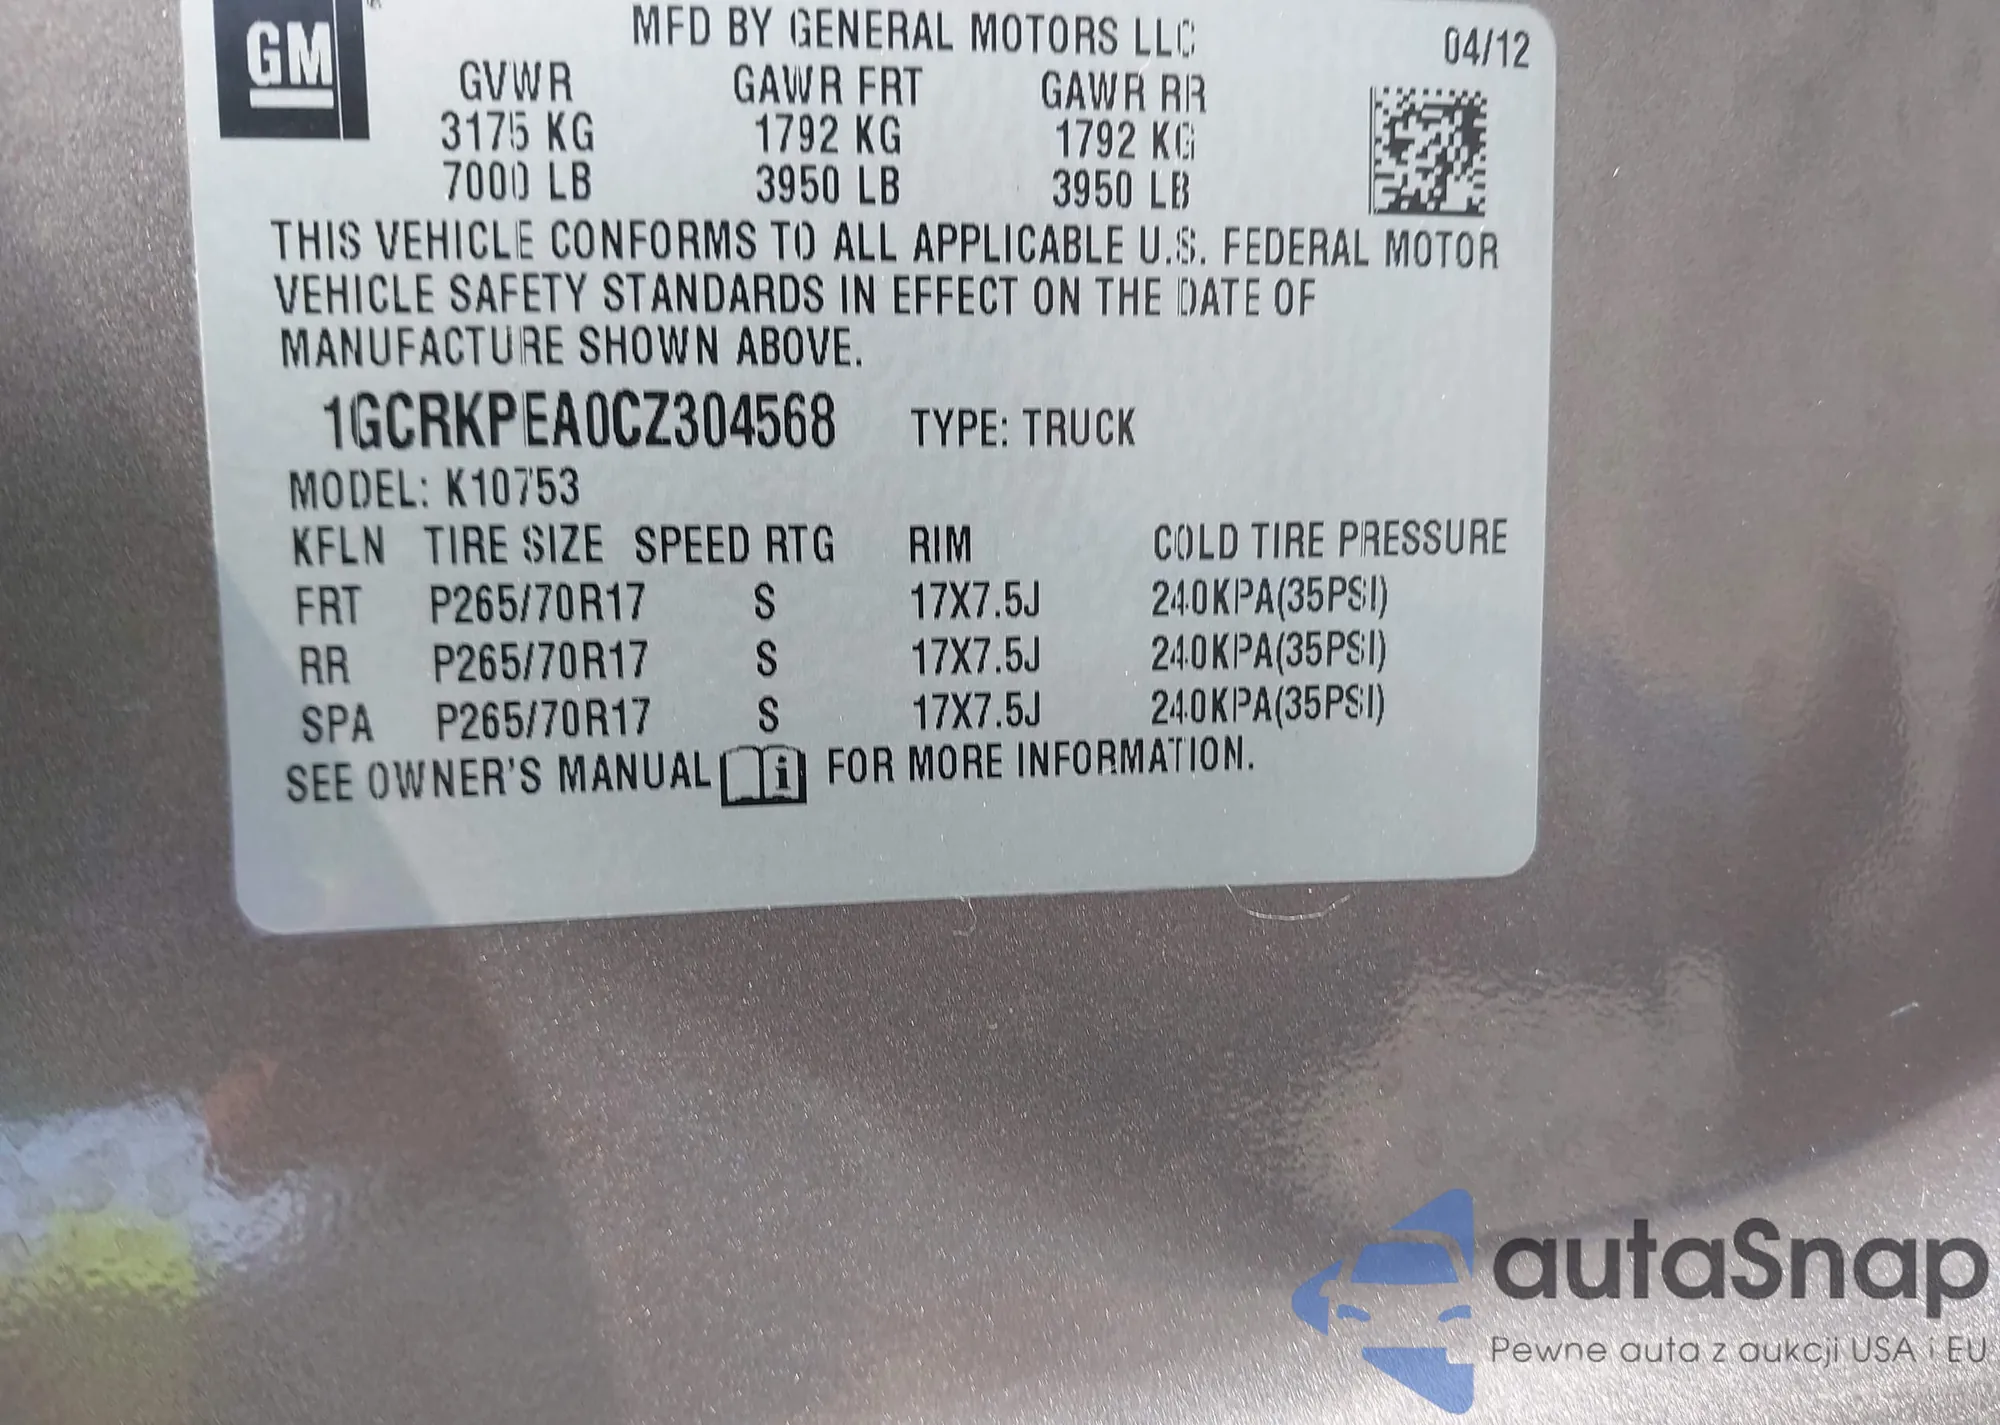 GM
MFD BY GENERAL MOTORS LLC
04/12
GVWR GAWR FRT GAWR RR
3175 KG 1792 KG 1792 KG
7000 LB 3950 LB 3950 LB
THIS VEHICLE CONFORMS TO ALL APPLICABLE U.S. FEDERAL MOTOR
VEHICLE SAFETY STANDARDS IN EFFECT ON THE DATE OF
MANUFACTURE SHOWN ABOVE.
1GCRKPEA0CZ304568 TYPE: TRUCK
MODEL: K10753
KFLN TIRE SIZE SPEED RTG RIM COLD TIRE PRESSURE
FRT P265/70R17 S 17X7.5J 240KPA(35PSI)
RR P265/70R17 S 17X7.5J 240KPA(35PSI)
SPA P265/70R17 S 17X7.5J 240KPA(35PSI)
SEE OWNER'S MANUAL i FOR MORE INFORMATION.
autaSnap
Pewne auta z aukcji USA i EU